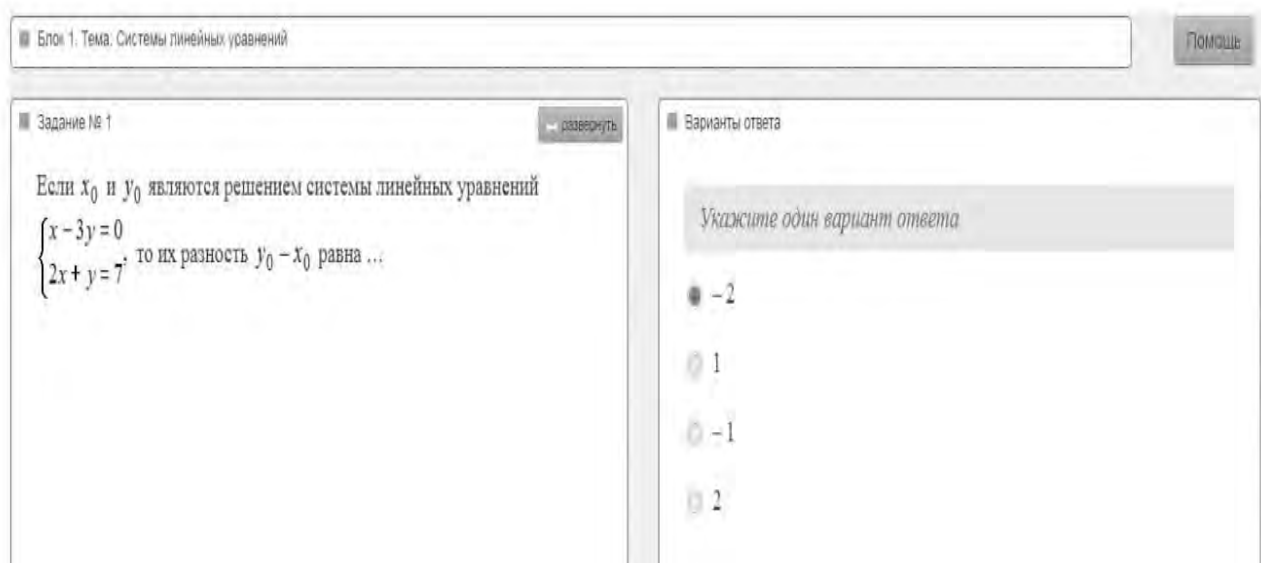 Блок 1. Тема: Системы линейных уравнений
Помощь
Задание № 1
развернуть
Если x₀ и y₀ являются решением системы линейных уравнений
{x − 3y = 0
2x + y = 7, то их разность y₀ − x₀ равна ...
Варианты ответа
Укажите один вариант ответа
− 2
1
− 1
2